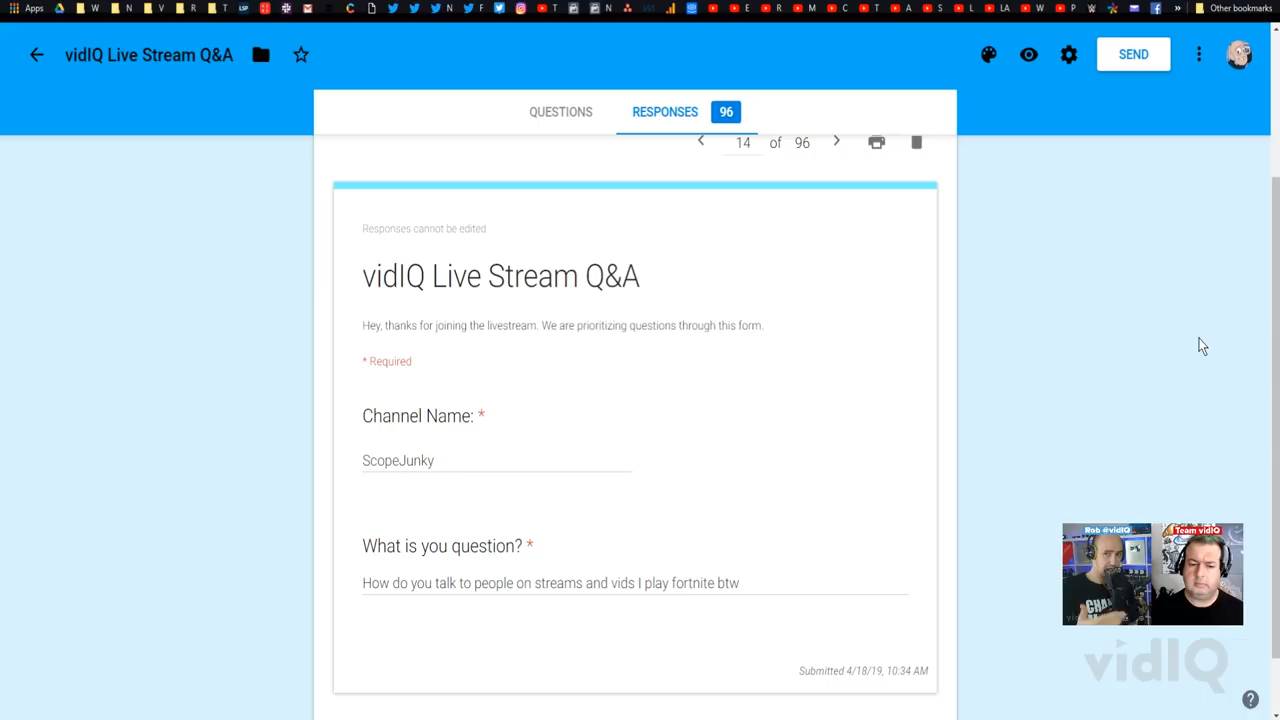 Apps W N V R T LSP C T N F T N E R M C T A S L LA W P W » Other bookmarks
vidIQ Live Stream Q&A
SEND
QUESTIONS RESPONSES 96
14 of 96
Responses cannot be edited
vidIQ Live Stream Q&A
Hey, thanks for joining the livestream. We are prioritizing questions through this form.
* Required
Channel Name: *
ScopeJunky
What is you question? *
How do you talk to people on streams and vids I play fortnite btw
Rob @vidIQ Team vidIQ
Submitted 4/18/19, 10:34 AM
vidIQ